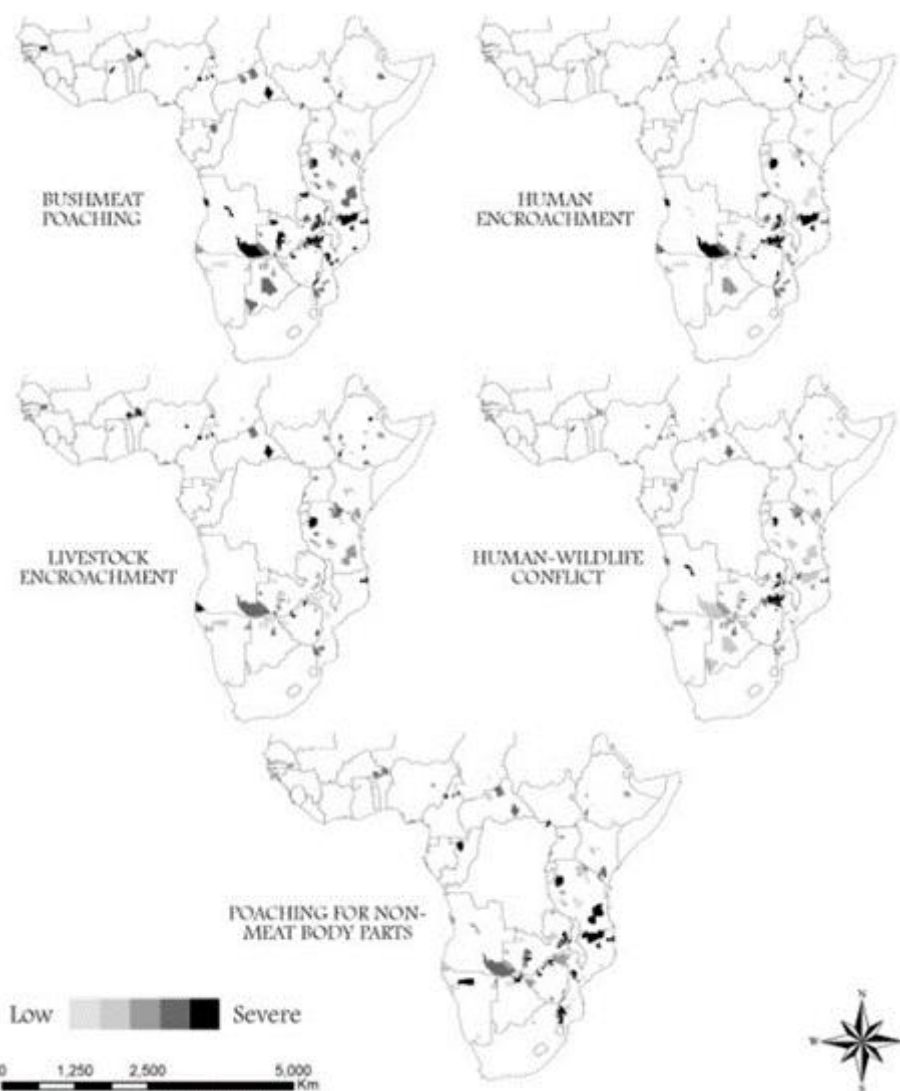 BUSHMEAT
POACHING
HUMAN
ENCROACHMENT
LIVESTOCK
ENCROACHMENT
HUMAN-WILDLIFE
CONFLICT
POACHING FOR NON-
MEAT BODY PARTS
Low Severe
0 1,250 2,500 5,000
Km
N
W